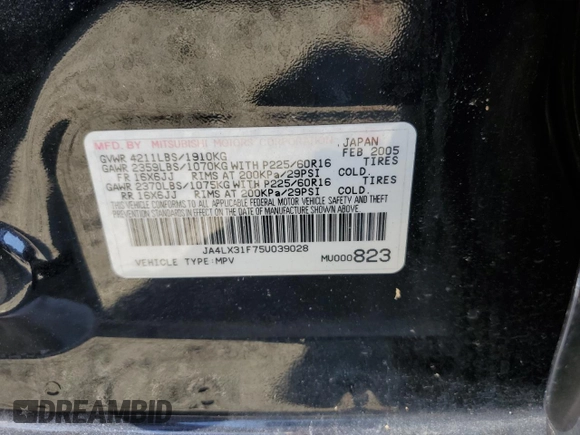 MFD. BY MITSUBISHI MOTORS CORPORATION, JAPAN
GVWR 4211LBS/1910KG FEB 2005
GAWR 2359LBS/1070KG WITH P225/60R16 TIRES
FR 16X6JJ RIMS AT 200KPa/29PSI COLD.
GAWR 2370LBS/1075KG WITH P225/60R16 TIRES
RR 16X6JJ RIMS AT 200KPa/29PSI COLD.
THIS VEHICLE CONFORMS TO ALL APPLICABLE FEDERAL MOTOR VEHICLE SAFETY AND THEFT
PREVENTION STANDARDS IN EFFECT ON THE DATE OF MANUFACTURE SHOWN ABOVE.
JA4LX31F75U039028
VEHICLE TYPE:MPV MU000823
DREAMBID